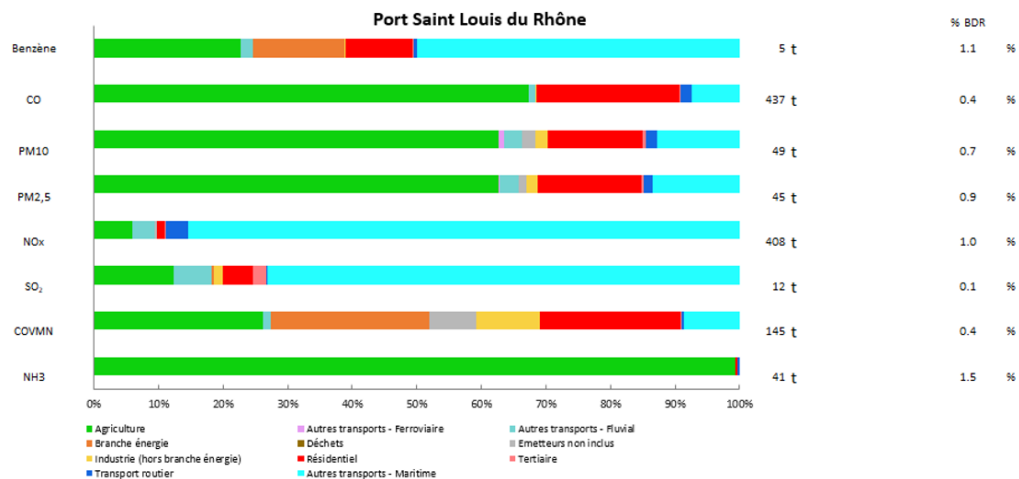 Port Saint Louis du Rhône
% BDR
Benzène 5 t 1.1 %
CO 437 t 0.4 %
PM10 49 t 0.7 %
PM2,5 45 t 0.9 %
NOx 408 t 1.0 %
SO₂ 12 t 0.1 %
COVMN 145 t 0.4 %
NH3 41 t 1.5 %
0% 10% 20% 30% 40% 50% 60% 70% 80% 90% 100%
Agriculture Autres transports - Ferroviaire Autres transports - Fluvial
Branche énergie Déchets Emetteurs non inclus
Industrie (hors branche énergie) Résidentiel Tertiaire
Transport routier Autres transports - Maritime